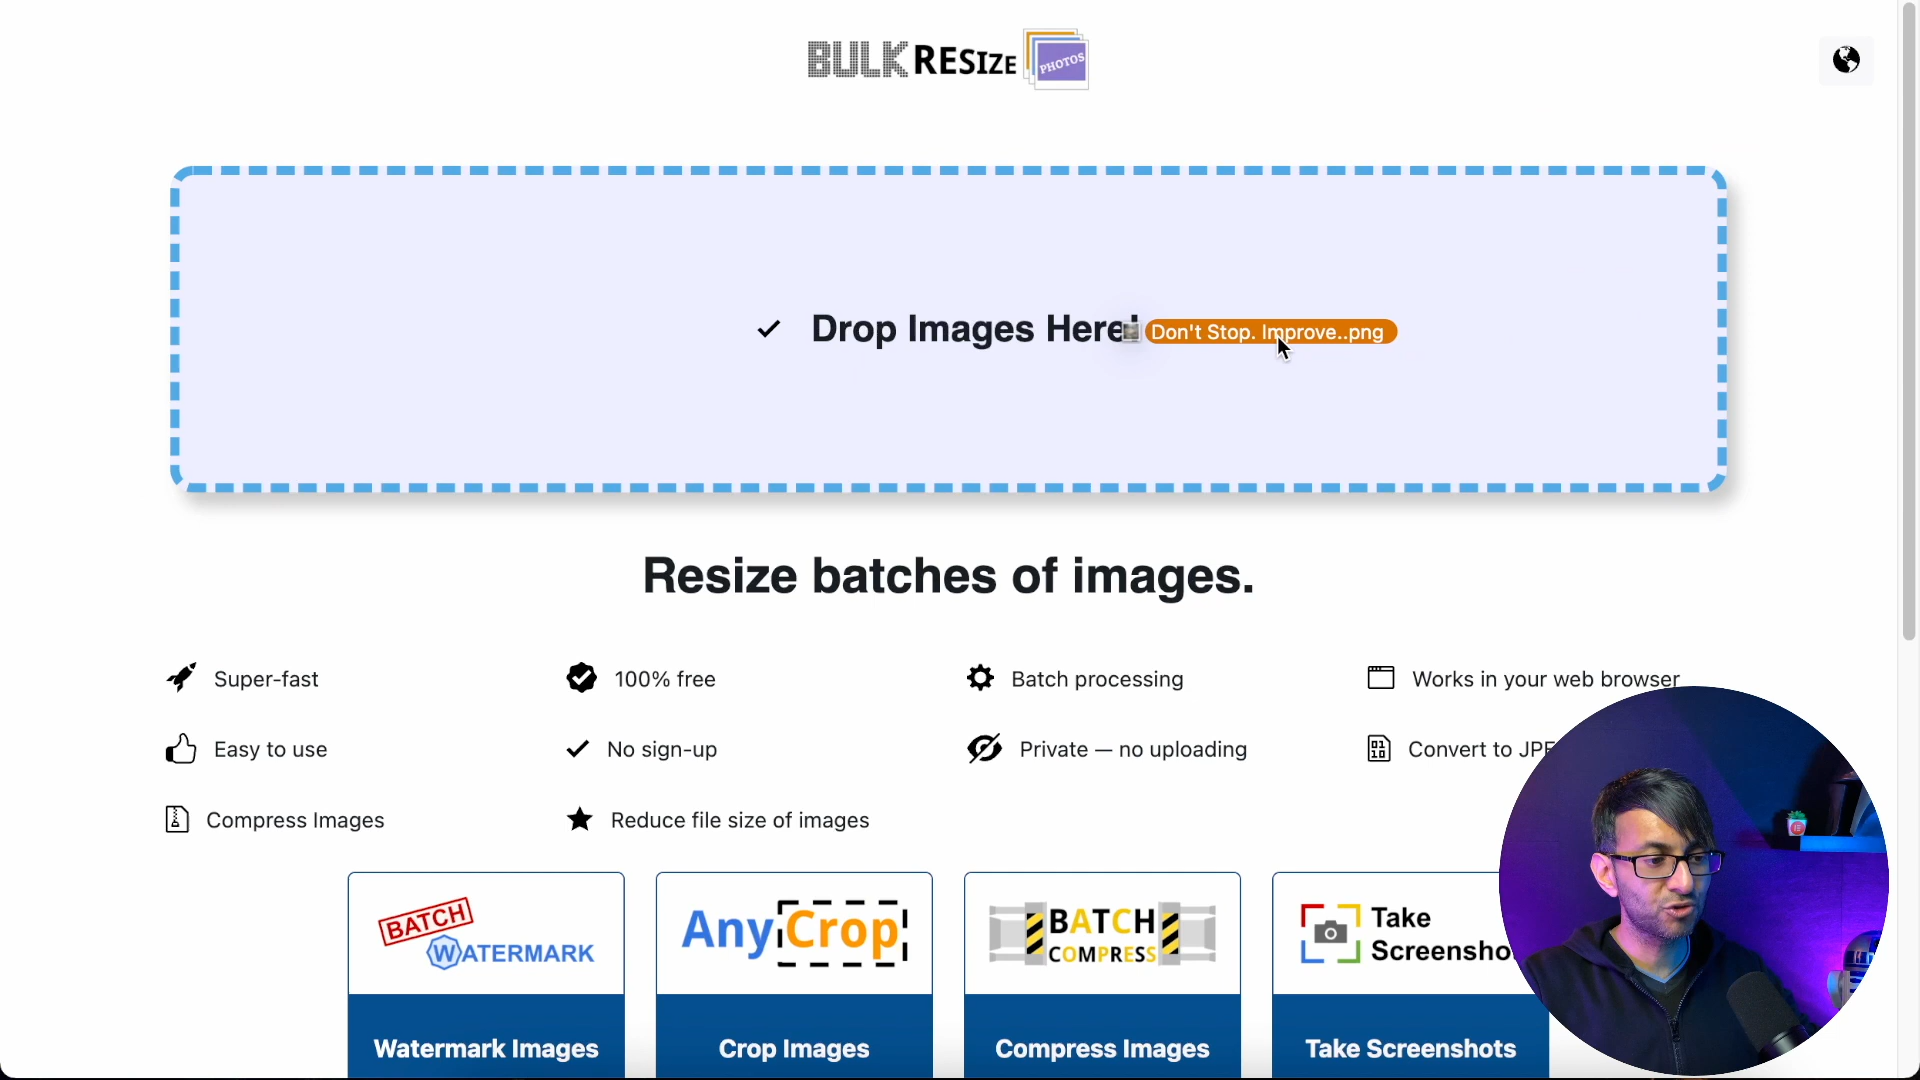 BULK RESIZE PHOTOS
Drop Images Here!
Don't Stop. Improve..png
Resize batches of images.
Super-fast
100% free
Batch processing
Works in your web browser
Easy to use
No sign-up
Private — no uploading
Convert to JPE
Compress Images
Reduce file size of images
BATCH
WATERMARK
AnyCrop
BATCH
COMPRESS
Take
Screensho
Watermark Images
Crop Images
Compress Images
Take Screenshots